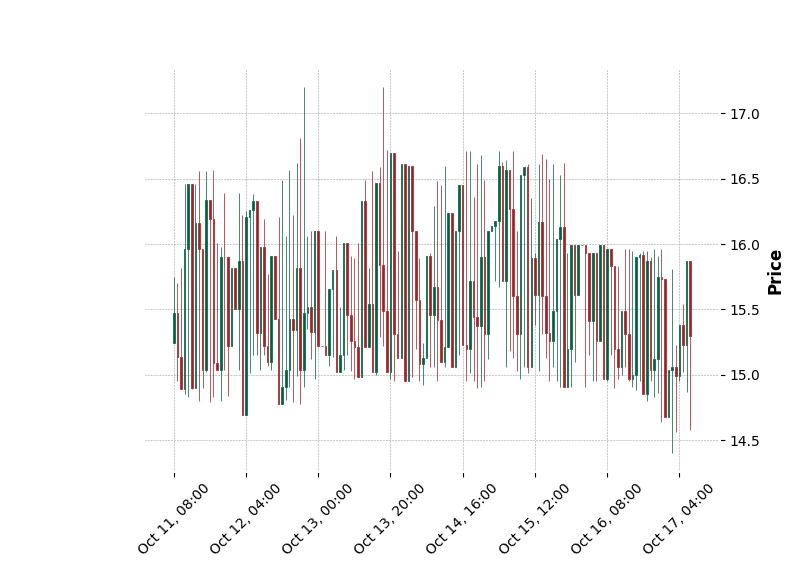 17.0
16.5
16.0
15.5
15.0
14.5
Price
Oct 11, 08:00
Oct 12, 04:00
Oct 13, 00:00
Oct 13, 20:00
Oct 14, 16:00
Oct 15, 12:00
Oct 16, 08:00
Oct 17, 04:00